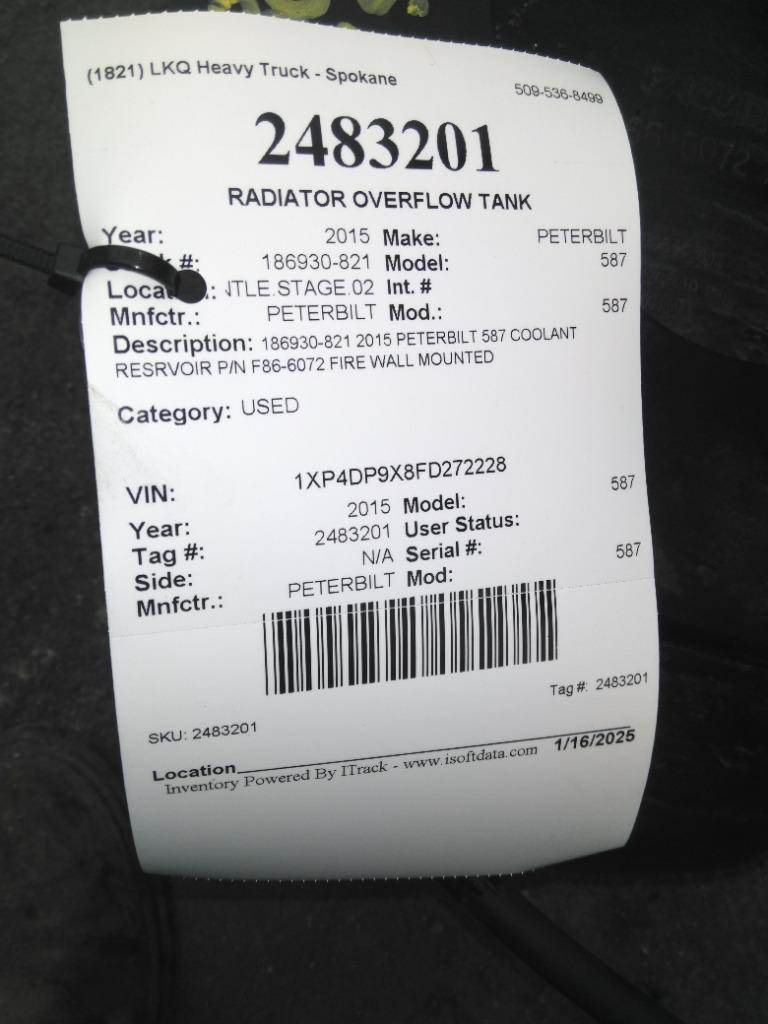 (1821) LKQ Heavy Truck - Spokane 509-536-8499
2483201
RADIATOR OVERFLOW TANK
Year: 2015 Make: PETERBILT
#: 186930-821 Model: 587
NTLE.STAGE.02 Int. #
Mnfctr.: PETERBILT Mod.: 587
Description: 186930-821 2015 PETERBILT 587 COOLANT
RESRVOIR P/N F86-6072 FIRE WALL MOUNTED
Category: USED
VIN: 1XP4DP9X8FD272228
Year: 2015 Model: 587
Tag #: 2483201 User Status:
Side: N/A Serial #:
Mnfctr.: PETERBILT Mod: 587
Tag #: 2483201
SKU: 2483201
Location 1/16/2025
Inventory Powered By ITrack - www.isoftdata.com